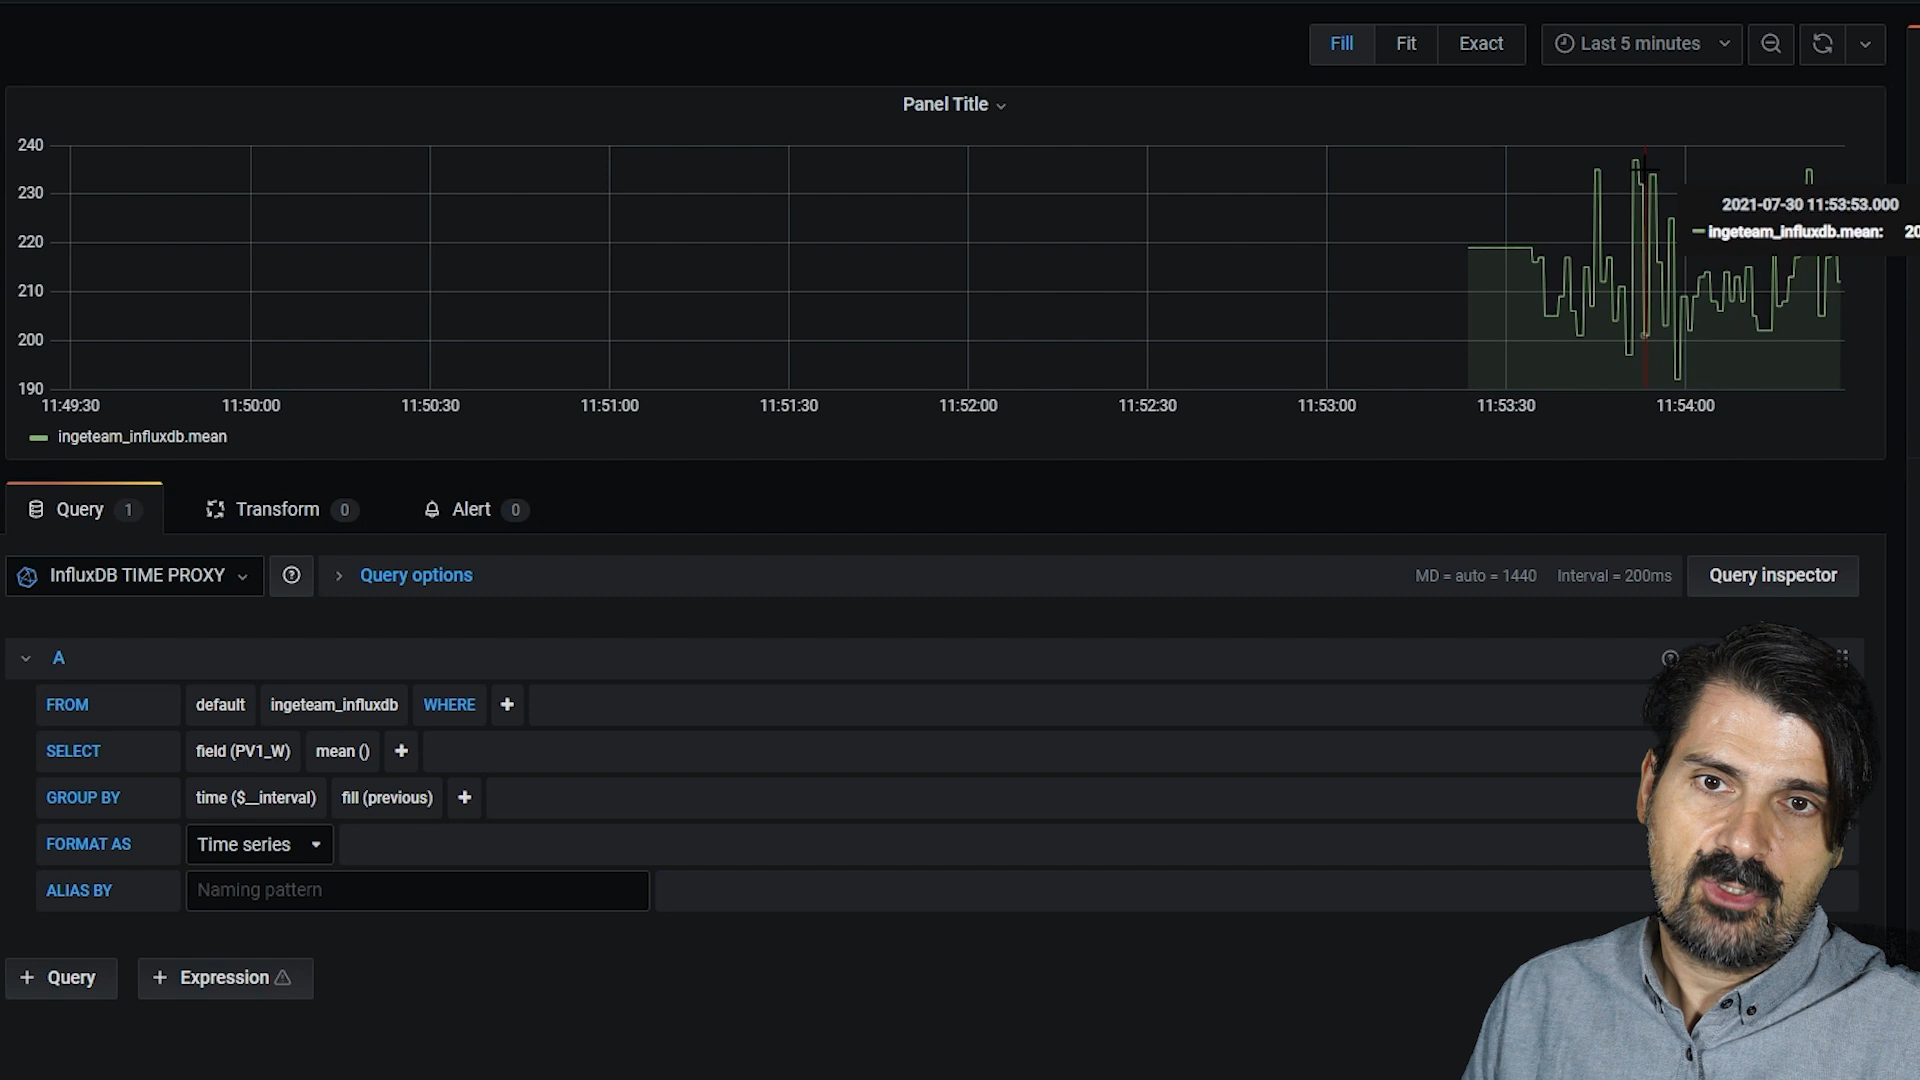 Fill Fit Exact Last 5 minutes
Panel Title
240
230
220
210
200
190
11:49:30 11:50:00 11:50:30 11:51:00 11:51:30 11:52:00 11:52:30 11:53:00 11:53:30 11:54:00
2021-07-30 11:53:53.000
ingeteam_influxdb.mean: 20
ingeteam_influxdb.mean
Query 1 Transform 0 Alert 0
InfluxDB TIME PROXY Query options MD = auto = 1440 Interval = 200ms Query inspector
A
FROM default ingeteam_influxdb WHERE +
SELECT field (PV1_W) mean () +
GROUP BY time ($__interval) fill (previous) +
FORMAT AS Time series
ALIAS BY Naming pattern
+ Query + Expression